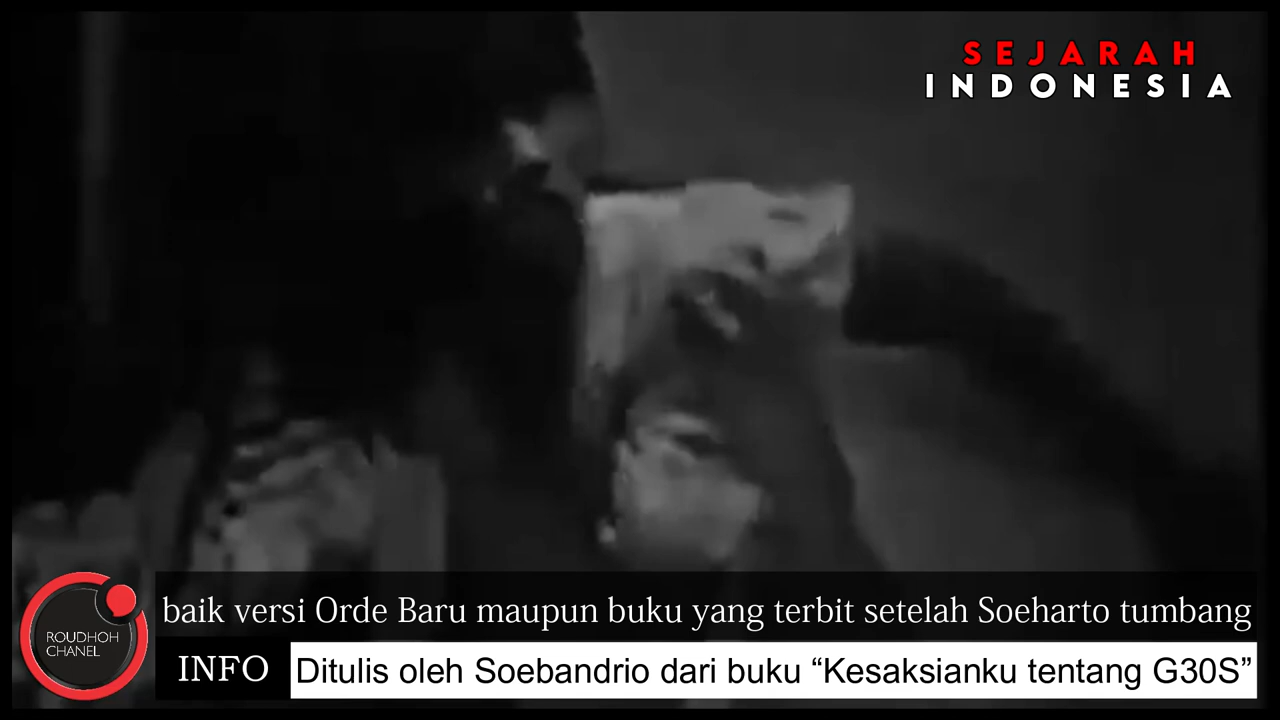 SEJARAH
INDONESIA
baik versi Orde Baru maupun buku yang terbit setelah Soeharto tumbang
ROUDHOH
CHANEL
INFO
Ditulis oleh Soebandrio dari buku “Kesaksianku tentang G30S”